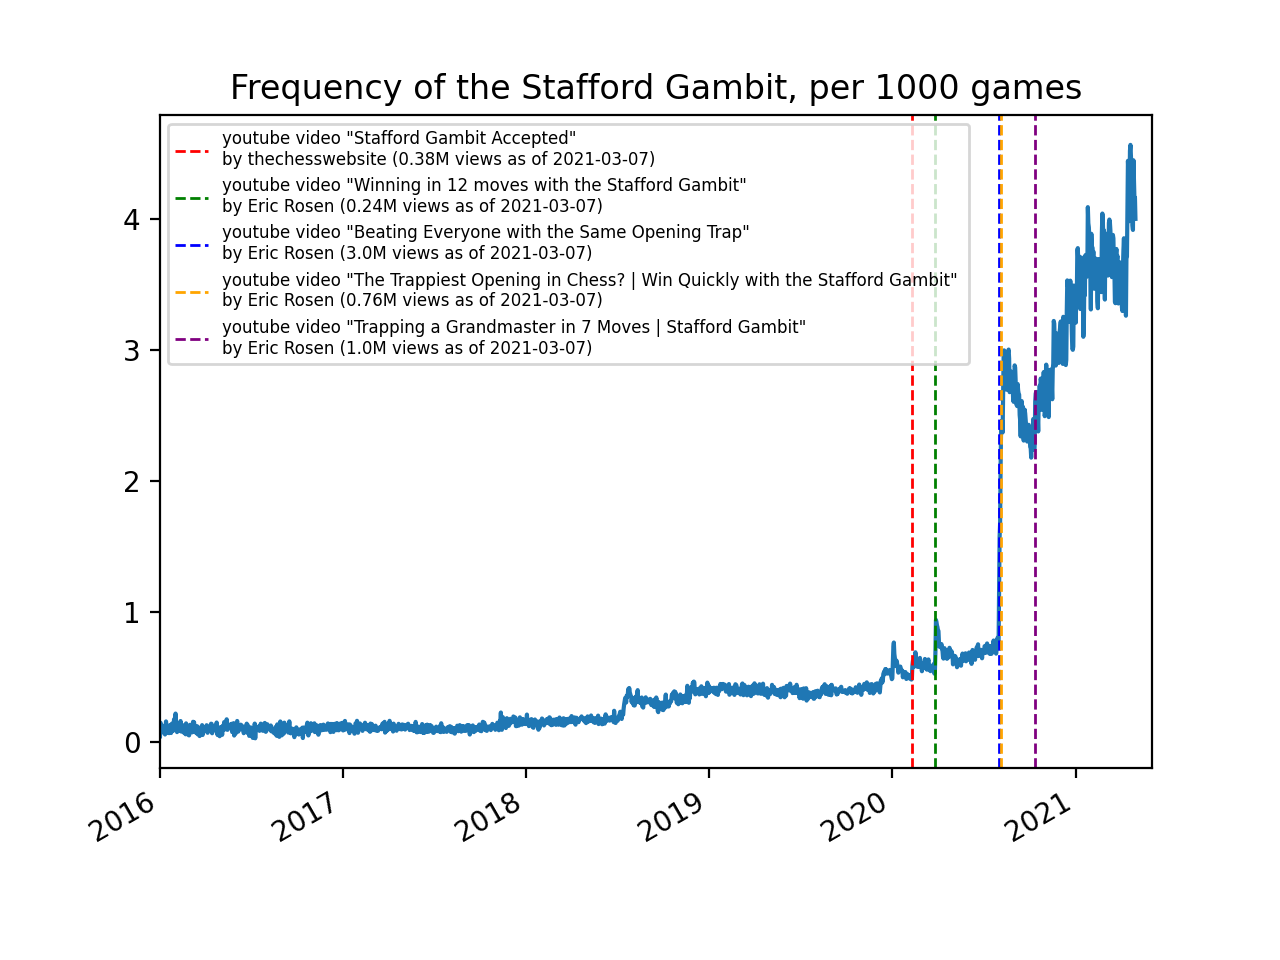 Frequency of the Stafford Gambit, per 1000 games
youtube video "Stafford Gambit Accepted"
by thechesswebsite (0.38M views as of 2021-03-07)
youtube video "Winning in 12 moves with the Stafford Gambit"
by Eric Rosen (0.24M views as of 2021-03-07)
youtube video "Beating Everyone with the Same Opening Trap"
by Eric Rosen (3.0M views as of 2021-03-07)
youtube video "The Trappiest Opening in Chess? | Win Quickly with the Stafford Gambit"
by Eric Rosen (0.76M views as of 2021-03-07)
youtube video "Trapping a Grandmaster in 7 Moves | Stafford Gambit"
by Eric Rosen (1.0M views as of 2021-03-07)
4
3
2
1
0
2016
2017
2018
2019
2020
2021